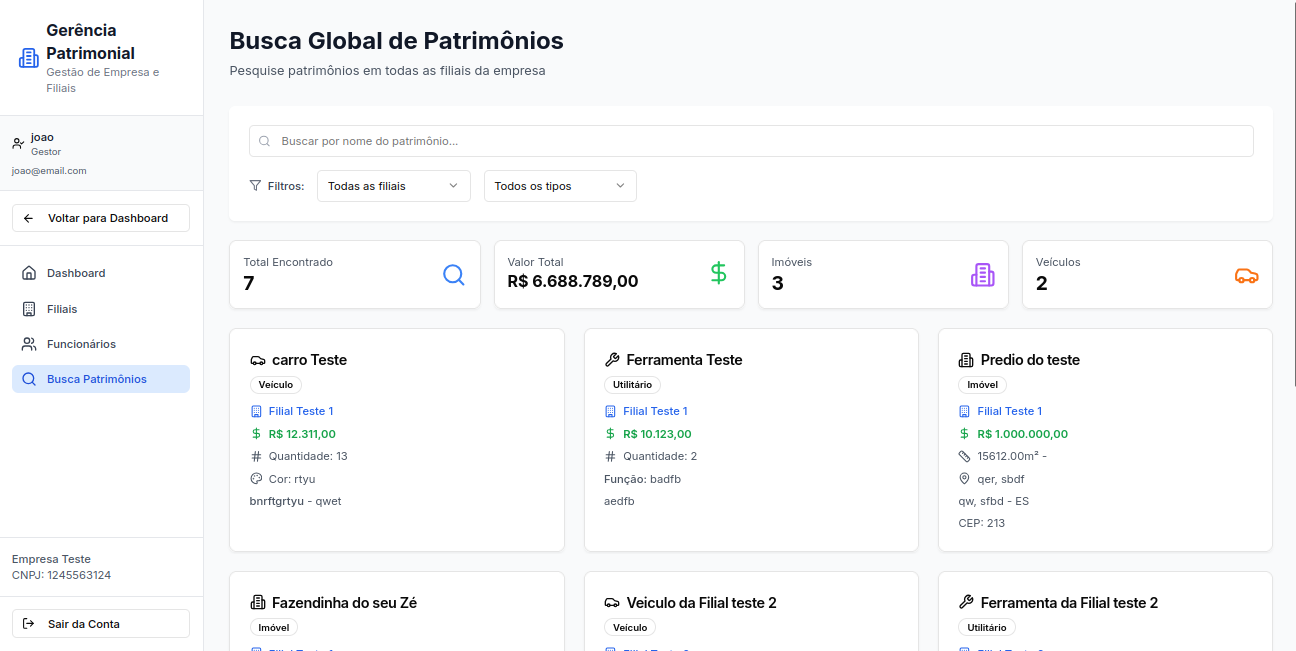 Gerência
Patrimonial
Gestão de Empresa e
Filiais
joao
Gestor
joao@email.com
Voltar para Dashboard
Dashboard
Filiais
Funcionários
Busca Patrimônios
Empresa Teste
CNPJ: 1245563124
Sair da Conta
Busca Global de Patrimônios
Pesquise patrimônios em todas as filiais da empresa
Buscar por nome do patrimônio...
Filtros: Todas as filiais Todos os tipos
Total Encontrado
7
Valor Total
R$ 6.688.789,00
Imóveis
3
Veículos
2
carro Teste
Veículo
Filial Teste 1
R$ 12.311,00
Quantidade: 13
Cor: rtyu
bnrftgrtyu - qwet
Ferramenta Teste
Utilitário
Filial Teste 1
R$ 10.123,00
Quantidade: 2
Função: badfb
aedfb
Predio do teste
Imóvel
Filial Teste 1
R$ 1.000.000,00
15612.00m² -
qer, sbdf
qw, sfbd - ES
CEP: 213
Fazendinha do seu Zé
Imóvel
Veiculo da Filial teste 2
Veículo
Ferramenta da Filial teste 2
Utilitário